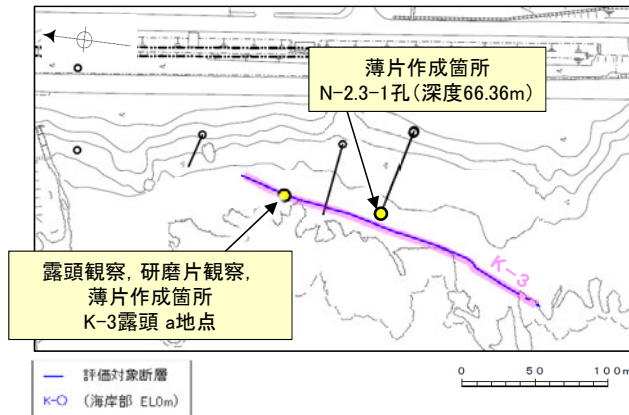 薄片作成箇所
N-2.3-1孔(深度66.36m)
露頭観察，研磨片観察，
薄片作成箇所
K-3露頭 a地点
K-3
評価対象断層
K-○ (海岸部 EL0m)
0 50 100m